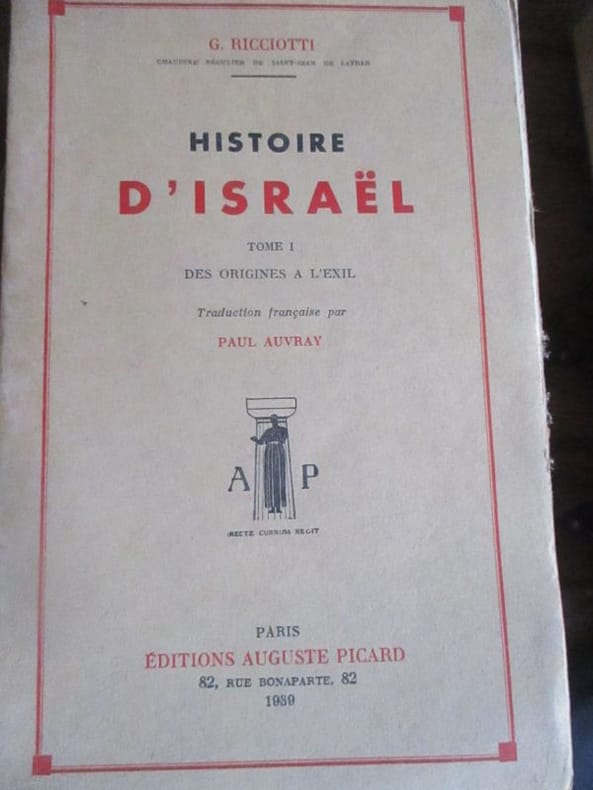 G. RICCIOTTI
CHANOINE RÉGULIER DE SAINT-JEAN DE LATRAN
HISTOIRE
D'ISRAËL
TOME I
DES ORIGINES A L'EXIL
Traduction française par
PAUL AUVRAY
A P
RECTE CURRUM REGIT
PARIS
ÉDITIONS AUGUSTE PICARD
82, RUE BONAPARTE, 82
1939